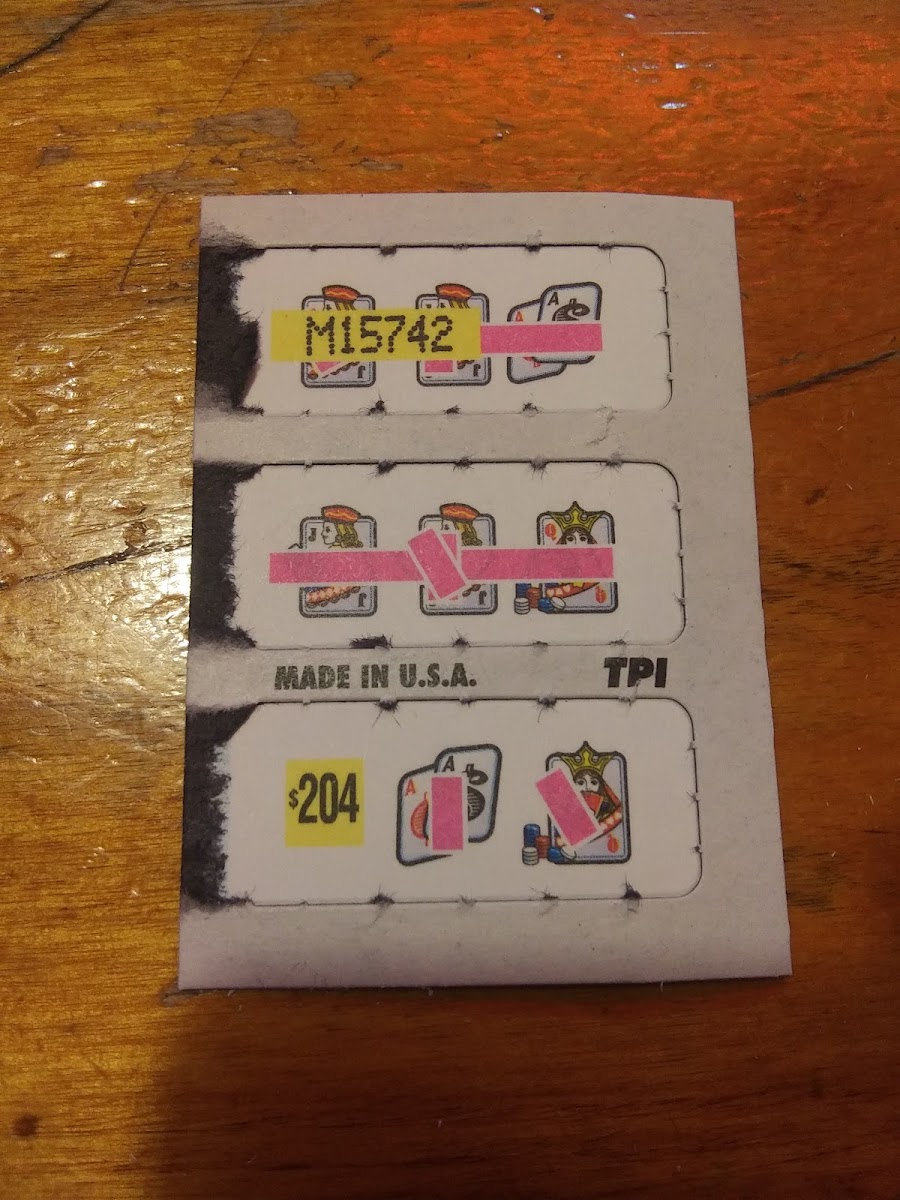 M15742
A A
J J
J J
Q
Q
MADE IN U.S.A. TPI
$204
A A
Q